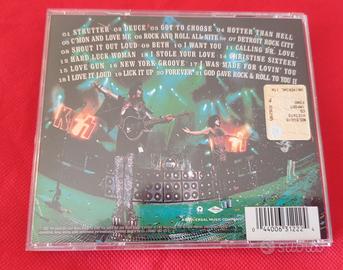 01 STRUTTER 02 DEUCE 03 GOT TO CHOOSE 04 HOTTER THAN HELL
05 C'MON AND LOVE ME 06 ROCK AND ROLL ALL-NITE 07 DETROIT ROCK CITY
08 SHOUT IT OUT LOUD 09 BETH 10 I WANT YOU 11 CALLING DR. LOVE
12 HARD LUCK WOMAN 13 I STOLE YOUR LOVE 14 CHRISTINE SIXTEEN
15 LOVE GUN 16 NEW YORK GROOVE 17 I WAS MADE FOR LOVIN' YOU
18 I LOVE IT LOUD 19 LICK IT UP 20 FOREVER 21 GOD GAVE ROCK & ROLL TO YOU II
KISS
KISS
A UNIVERSAL MUSIC COMPANY
0 44006 31222 4
subito